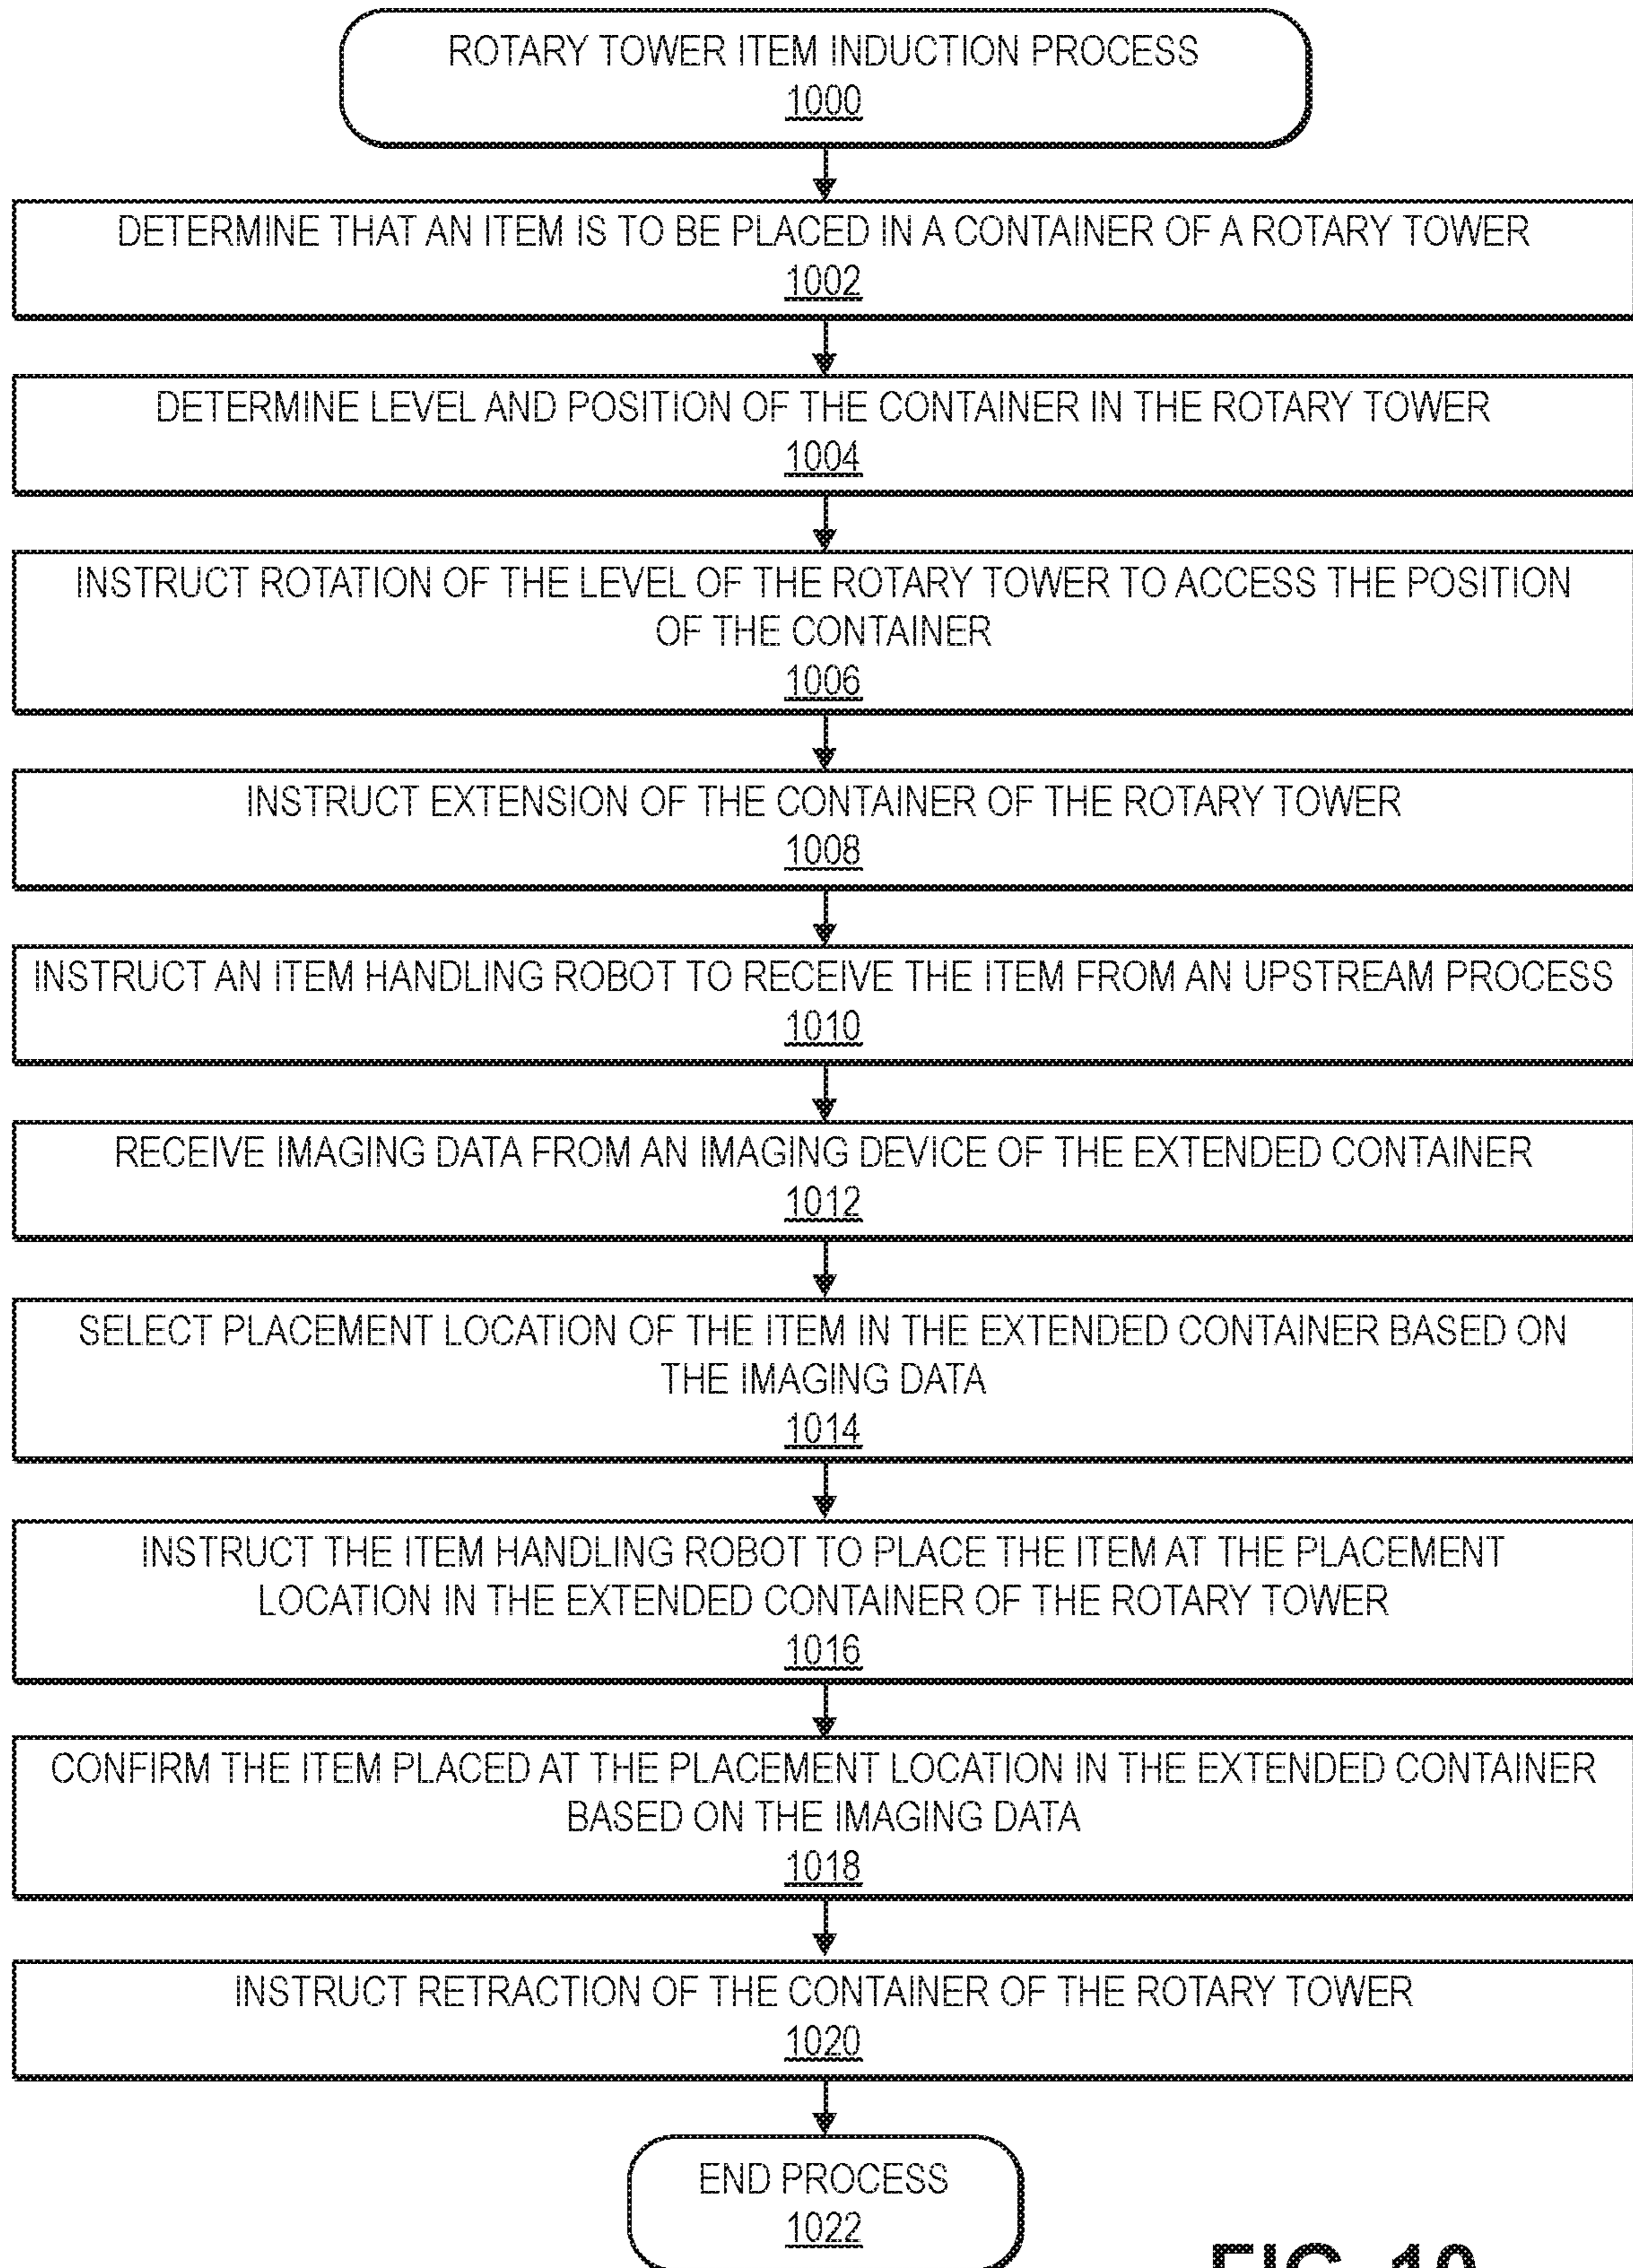 ROTARY TOWER ITEM INDUCTION PROCESS
1000
DETERMINE THAT AN ITEM IS TO BE PLACED IN A CONTAINER OF A ROTARY TOWER
1002
DETERMINE LEVEL AND POSITION OF THE CONTAINER IN THE ROTARY TOWER
1004
INSTRUCT ROTATION OF THE LEVEL OF THE ROTARY TOWER TO ACCESS THE POSITION
OF THE CONTAINER
1006
INSTRUCT EXTENSION OF THE CONTAINER OF THE ROTARY TOWER
1008
INSTRUCT AN ITEM HANDLING ROBOT TO RECEIVE THE ITEM FROM AN UPSTREAM PROCESS
1010
RECEIVE IMAGING DATA FROM AN IMAGING DEVICE OF THE EXTENDED CONTAINER
1012
SELECT PLACEMENT LOCATION OF THE ITEM IN THE EXTENDED CONTAINER BASED ON
THE IMAGING DATA
1014
INSTRUCT THE ITEM HANDLING ROBOT TO PLACE THE ITEM AT THE PLACEMENT
LOCATION IN THE EXTENDED CONTAINER OF THE ROTARY TOWER
1016
CONFIRM THE ITEM PLACED AT THE PLACEMENT LOCATION IN THE EXTENDED CONTAINER
BASED ON THE IMAGING DATA
1018
INSTRUCT RETRACTION OF THE CONTAINER OF THE ROTARY TOWER
1020
END PROCESS
1022
FIG. 10